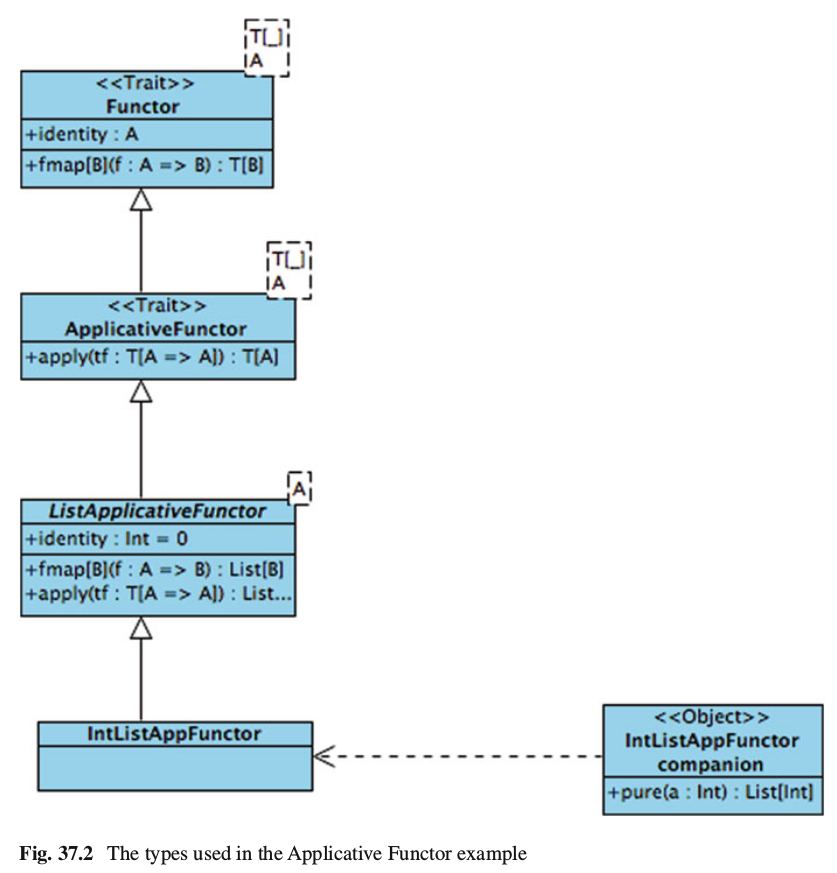 T[_]
A
<<Trait>>
Functor
+identity : A
+fmap[B](f : A => B) : T[B]
T[_]
A
<<Trait>>
ApplicativeFunctor
+apply(tf : T[A => A]) : T[A]
A
ListApplicativeFunctor
+identity : Int = 0
+fmap[B](f : A => B) : List[B]
+apply(tf : T[A => A]) : List...
IntListAppFunctor
<<Object>>
IntListAppFunctor
companion
+pure(a : Int) : List[Int]
Fig. 37.2 The types used in the Applicative Functor example